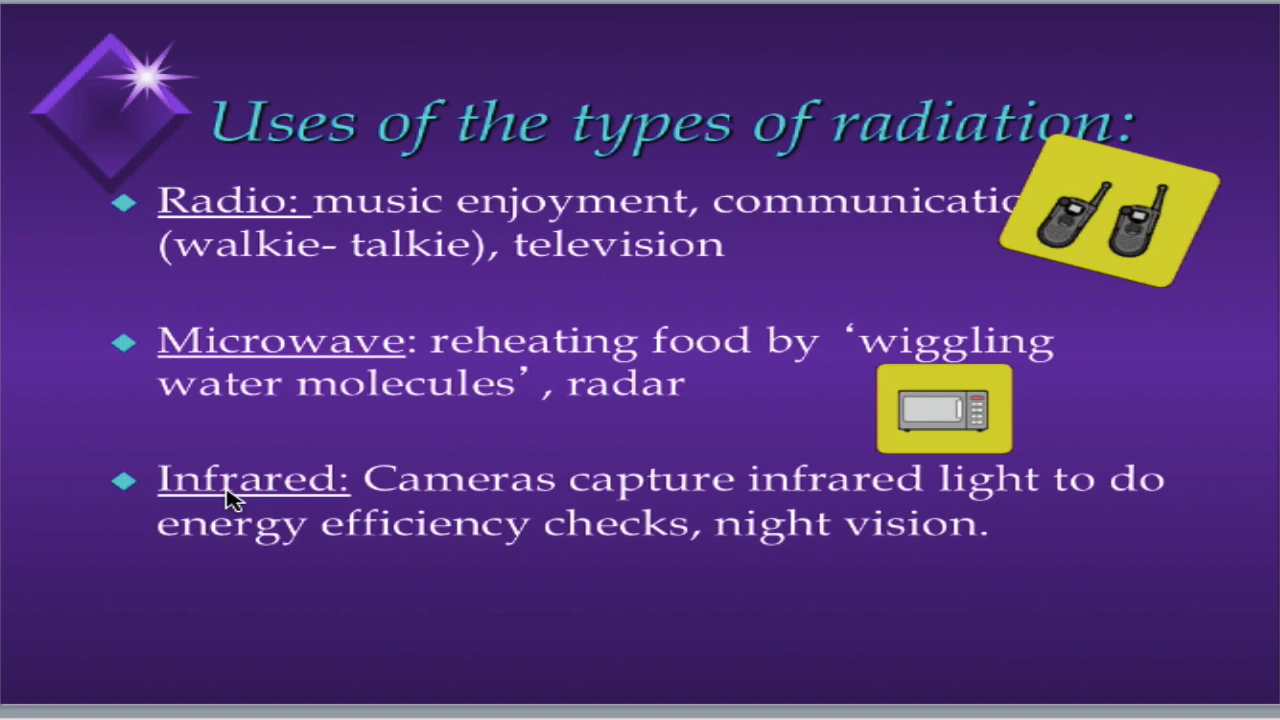 Uses of the types of radiation:
Radio: music enjoyment, communicatio
(walkie- talkie), television
Microwave: reheating food by ‘wiggling
water molecules’, radar
Infrared: Cameras capture infrared light to do
energy efficiency checks, night vision.